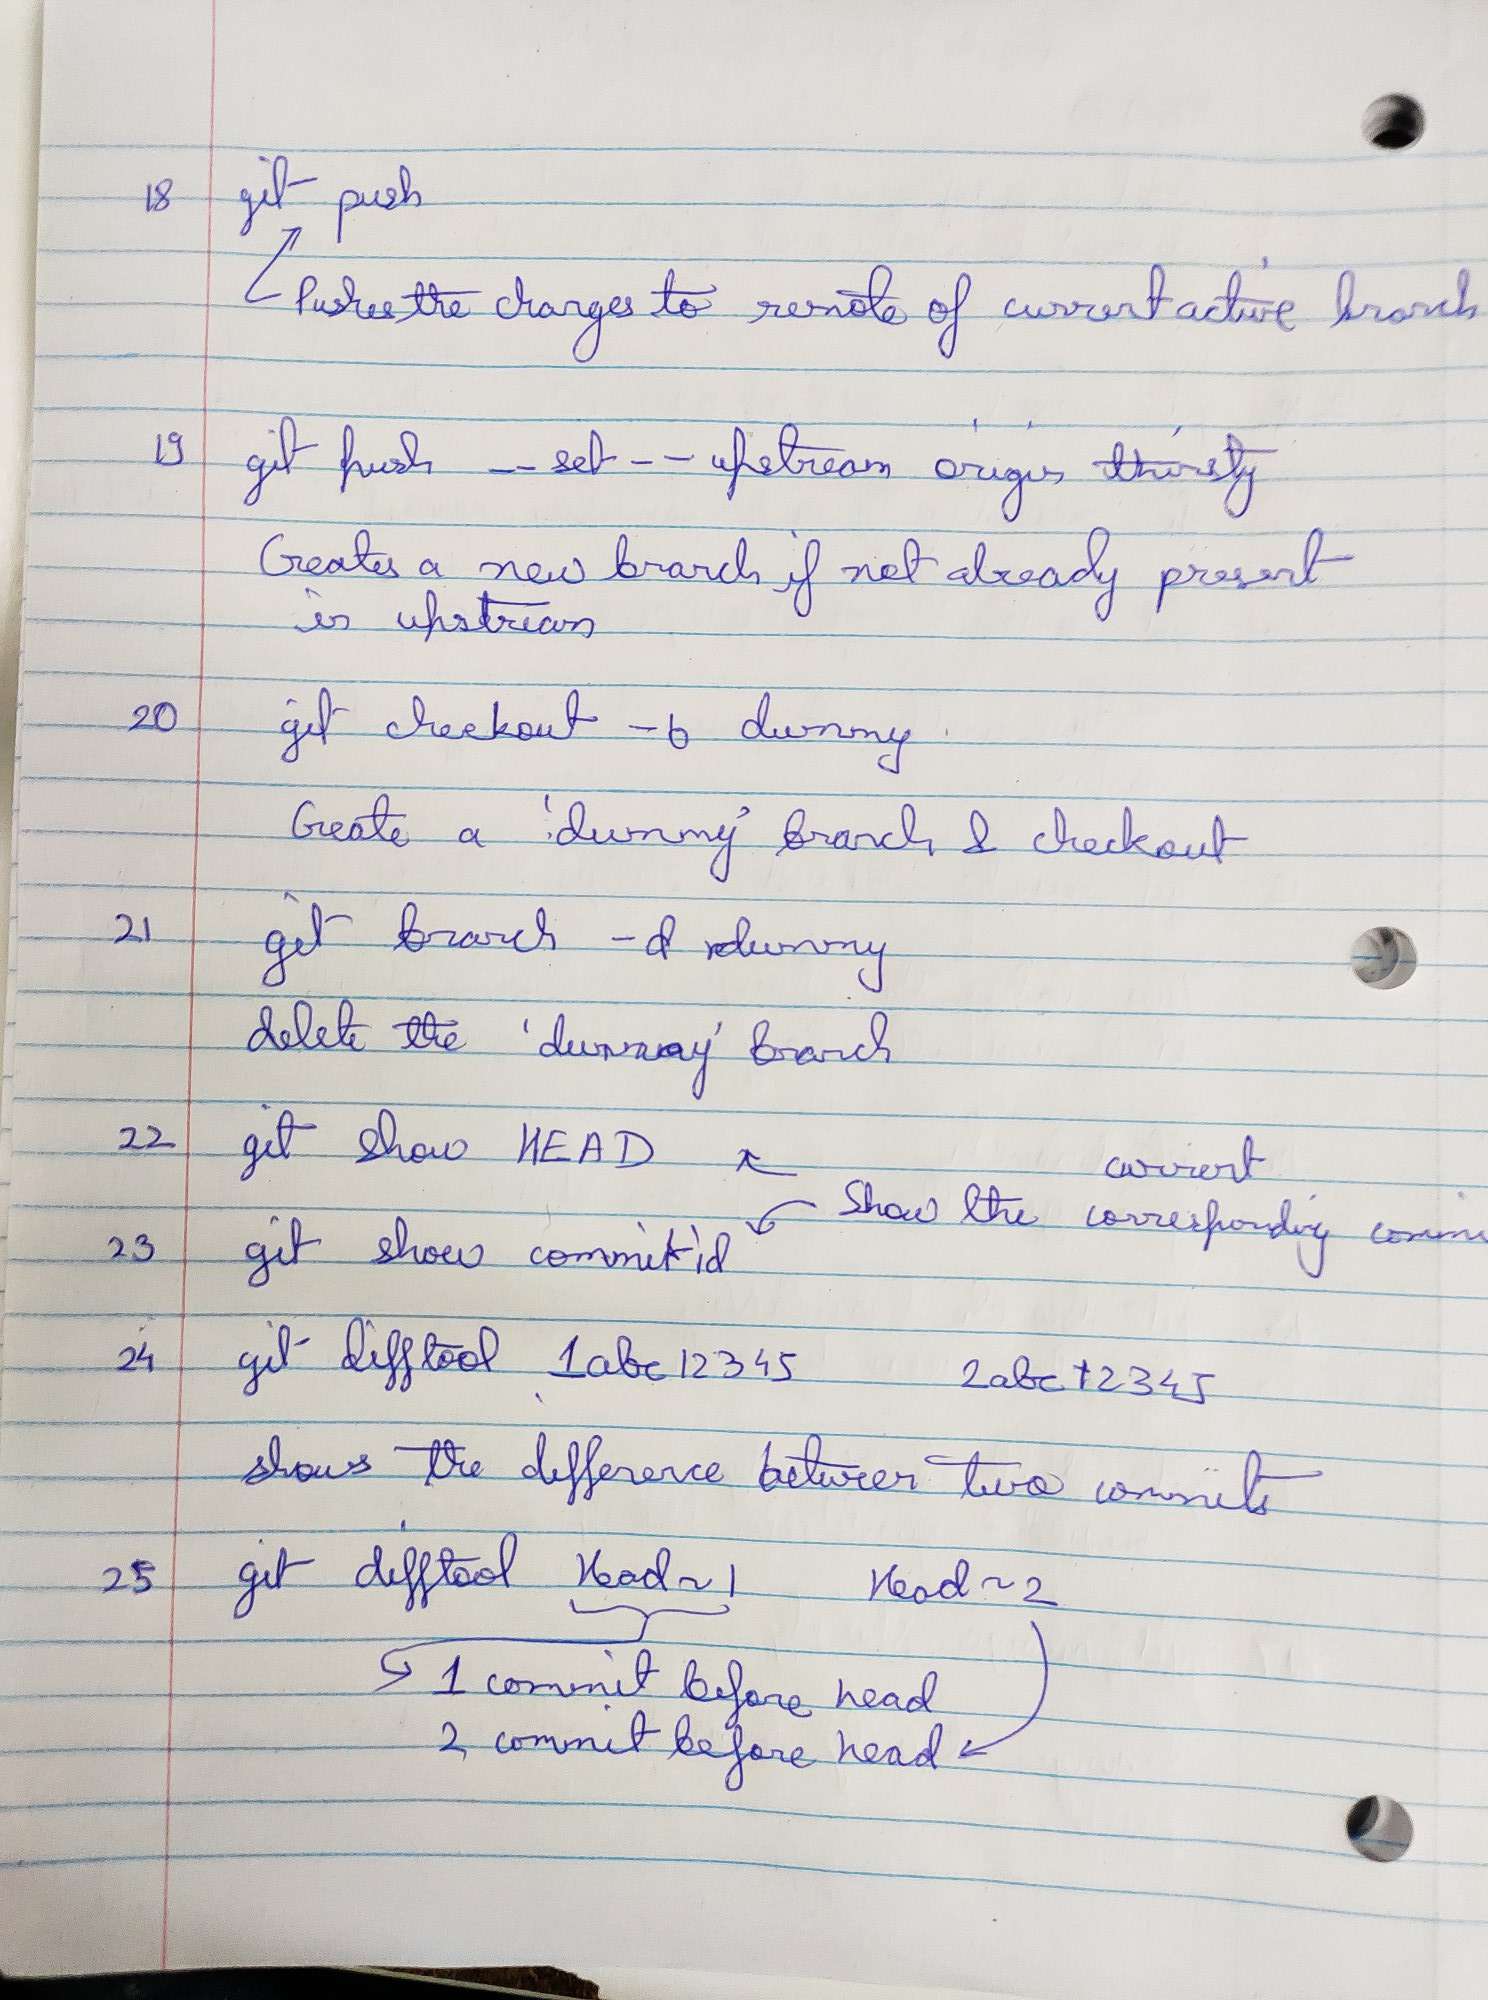 18 git push
Pushes the changes to remote of current active branch
19 git push --set -- upstream origin thirsty
Creates a new branch if not already present
in upstream
20 git checkout -b dummy
Create a 'dummy' branch & checkout
21 git branch -d dummy
delete the 'dummy' branch
22 git show HEAD
current
Show the corresponding commi
23 git show commit id
24 git difftool 1abc12345 2abc12345
shows the difference between two commits
25 git difftool Head~1 Head~2
1 commit before head
2 commit before head